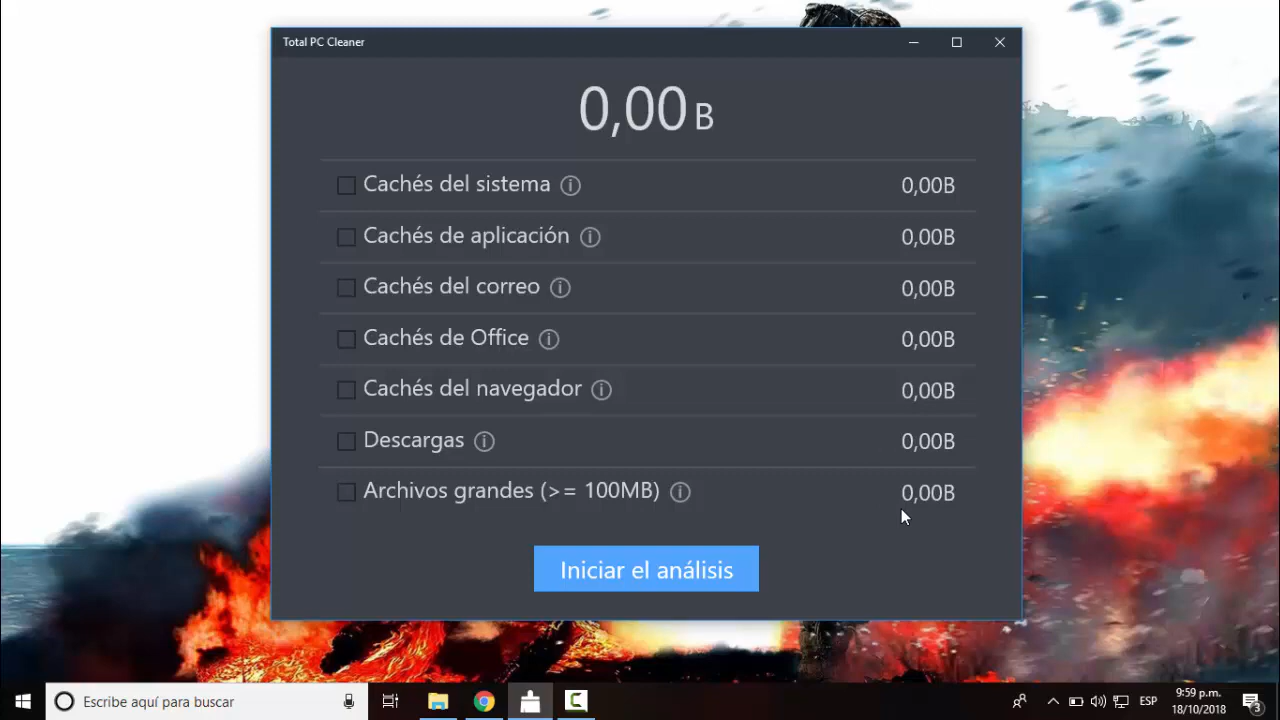 Total PC Cleaner
0,00 B
Cachés del sistema 0,00B
Cachés de aplicación 0,00B
Cachés del correo 0,00B
Cachés de Office 0,00B
Cachés del navegador 0,00B
Descargas 0,00B
Archivos grandes (>= 100MB) 0,00B
Iniciar el análisis
Escribe aquí para buscar
ESP
9:59 p.m.
18/10/2018
3